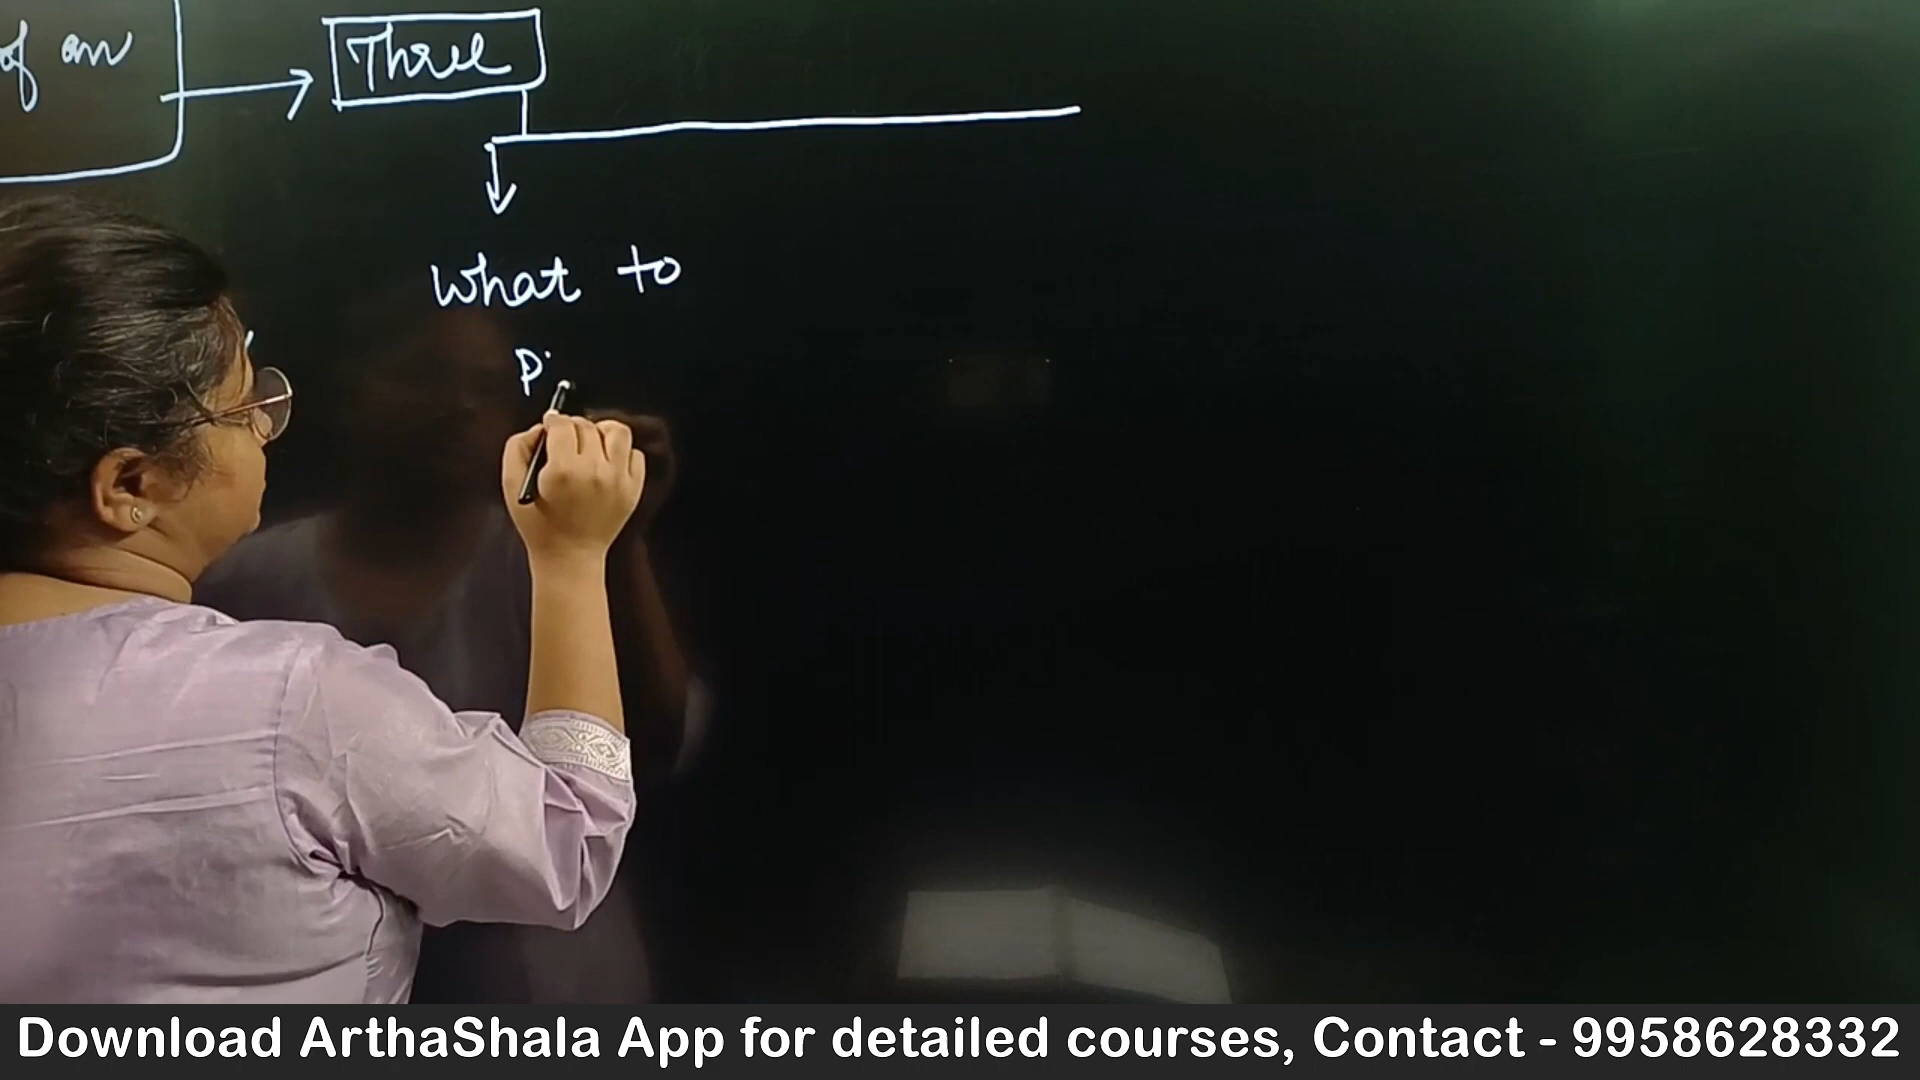 of an
Three
What to
Download ArthaShala App for detailed courses, Contact - 9958628332